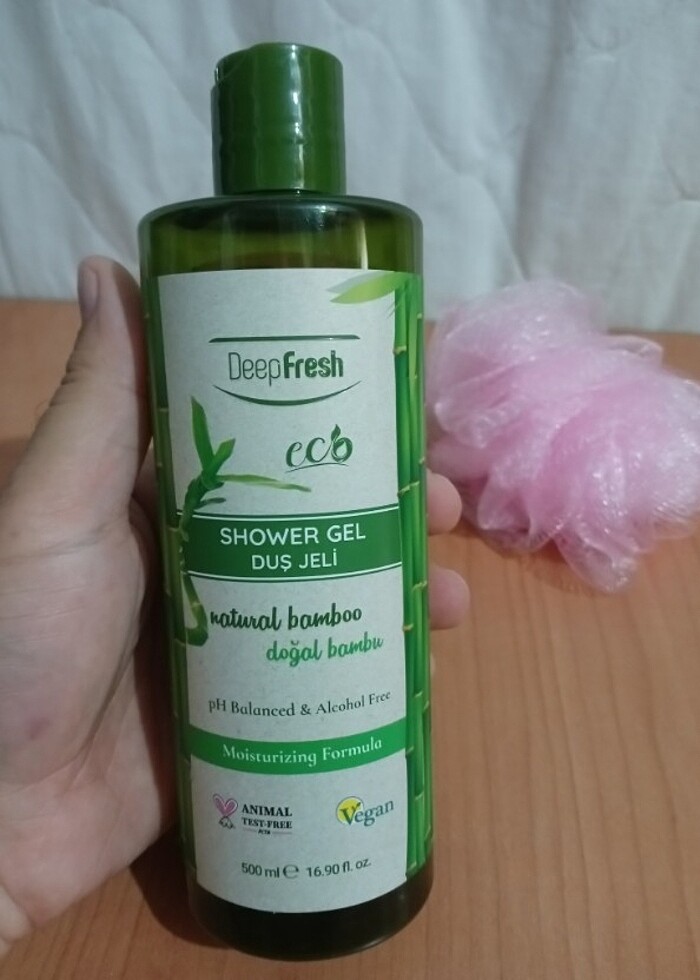 DeepFresh
eco
SHOWER GEL
DUŞ JELİ
natural bamboo
doğal bambu
pH Balanced & Alcohol Free
Moisturizing Formula
ANIMAL
TEST-FREE
Vegan
500 ml ℮ 16.90 fl. oz.